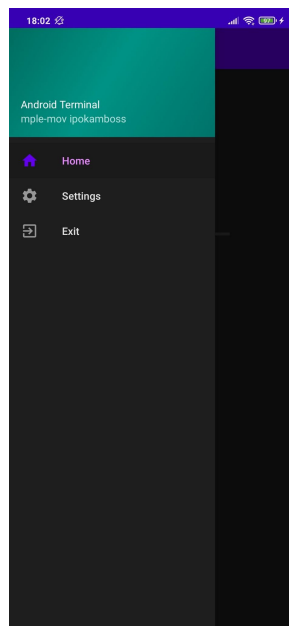 18:02
97
Android Terminal
mple-mov ipokamboss
Home
Settings
Exit